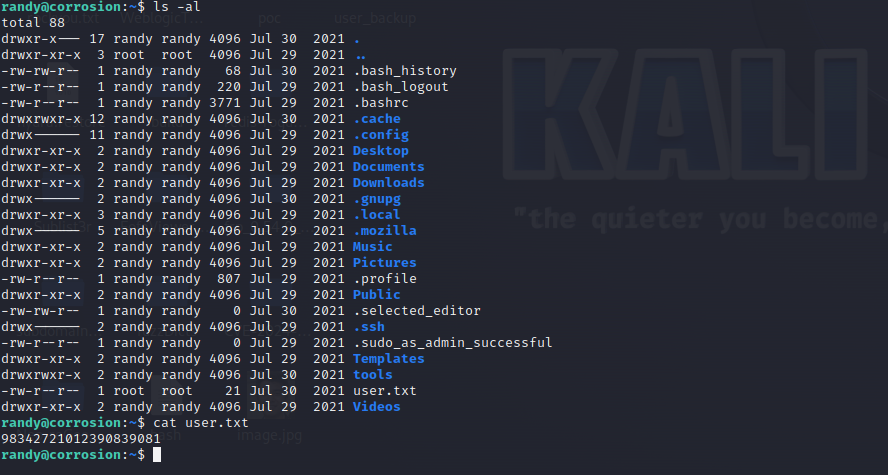 randy@corrosion:~$ ls -al
total 88
drwxr-x--- 17 randy randy 4096 Jul 30  2021 .
drwxr-xr-x  3 root  root  4096 Jul 29  2021 ..
-rw-rw-r--  1 randy randy   68 Jul 30  2021 .bash_history
-rw-r--r--  1 randy randy  220 Jul 29  2021 .bash_logout
-rw-r--r--  1 randy randy 3771 Jul 29  2021 .bashrc
drwxrwxr-x 12 randy randy 4096 Jul 30  2021 .cache
drwx------ 11 randy randy 4096 Jul 29  2021 .config
drwxr-xr-x  2 randy randy 4096 Jul 29  2021 Desktop
drwxr-xr-x  2 randy randy 4096 Jul 29  2021 Documents
drwxr-xr-x  2 randy randy 4096 Jul 29  2021 Downloads
drwx------  2 randy randy 4096 Jul 30  2021 .gnupg
drwxr-xr-x  3 randy randy 4096 Jul 29  2021 .local
drwx------  5 randy randy 4096 Jul 29  2021 .mozilla
drwxr-xr-x  2 randy randy 4096 Jul 29  2021 Music
drwxr-xr-x  2 randy randy 4096 Jul 29  2021 Pictures
-rw-r--r--  1 randy randy  807 Jul 29  2021 .profile
drwxr-xr-x  2 randy randy 4096 Jul 29  2021 Public
-rw-rw-r--  1 randy randy    0 Jul 30  2021 .selected_editor
drwx------  2 randy randy 4096 Jul 29  2021 .ssh
-rw-r--r--  1 randy randy    0 Jul 29  2021 .sudo_as_admin_successful
drwxr-xr-x  2 randy randy 4096 Jul 29  2021 Templates
drwxrwxr-x  2 randy randy 4096 Jul 30  2021 tools
-rw-r--r--  1 root  root    21 Jul 30  2021 user.txt
drwxr-xr-x  2 randy randy 4096 Jul 29  2021 Videos
randy@corrosion:~$ cat user.txt
98342721012390839081
randy@corrosion:~$
KALI
"the quieter you become,
poc
user_backup
image.jpg